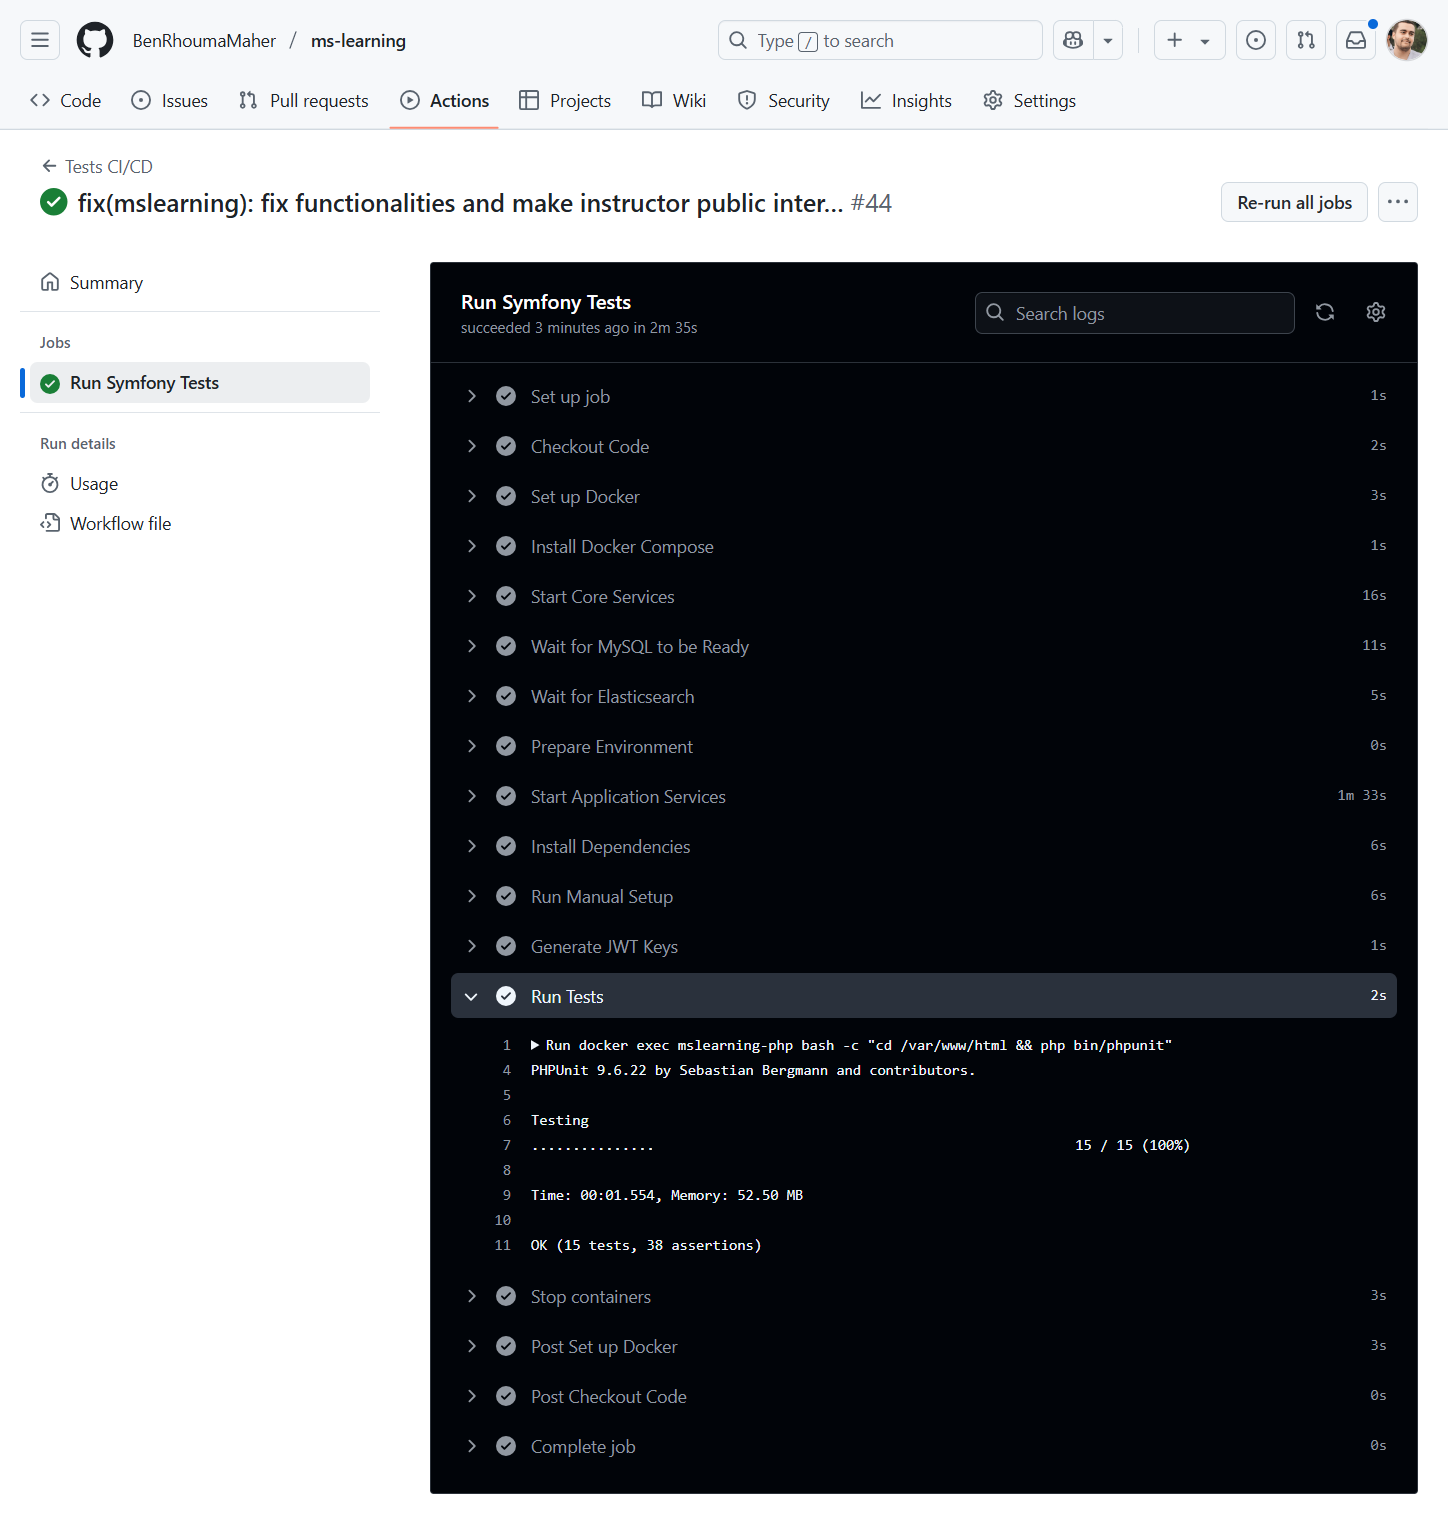 BenRhoumaMaher / ms-learning
Type / to search
Code
Issues
Pull requests
Actions
Projects
Wiki
Security
Insights
Settings
Tests CI/CD
fix(mslearning): fix functionalities and make instructor public inter... #44
Re-run all jobs
Summary
Jobs
Run Symfony Tests
Run details
Usage
Workflow file
Run Symfony Tests
succeeded 3 minutes ago in 2m 35s
Search logs
Set up job 1s
Checkout Code 2s
Set up Docker 3s
Install Docker Compose 1s
Start Core Services 16s
Wait for MySQL to be Ready 11s
Wait for Elasticsearch 5s
Prepare Environment 0s
Start Application Services 1m 33s
Install Dependencies 6s
Run Manual Setup 6s
Generate JWT Keys 1s
Run Tests 2s
1 Run docker exec mslearning-php bash -c "cd /var/www/html && php bin/phpunit"
4 PHPUnit 9.6.22 by Sebastian Bergmann and contributors.
5
6 Testing
7 ............... 15 / 15 (100%)
8
9 Time: 00:01.554, Memory: 52.50 MB
10
11 OK (15 tests, 38 assertions)
Stop containers 3s
Post Set up Docker 3s
Post Checkout Code 0s
Complete job 0s